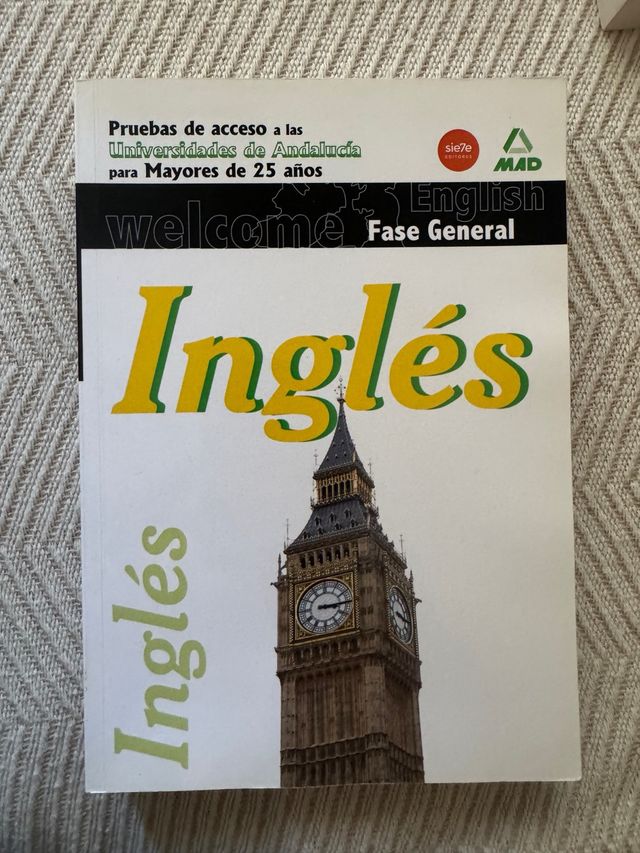 Pruebas de acceso a las
Universidades de Andalucía
para Mayores de 25 años
sie7e
EDITORES
MAD
welcome English
Fase General
Inglés
Inglés